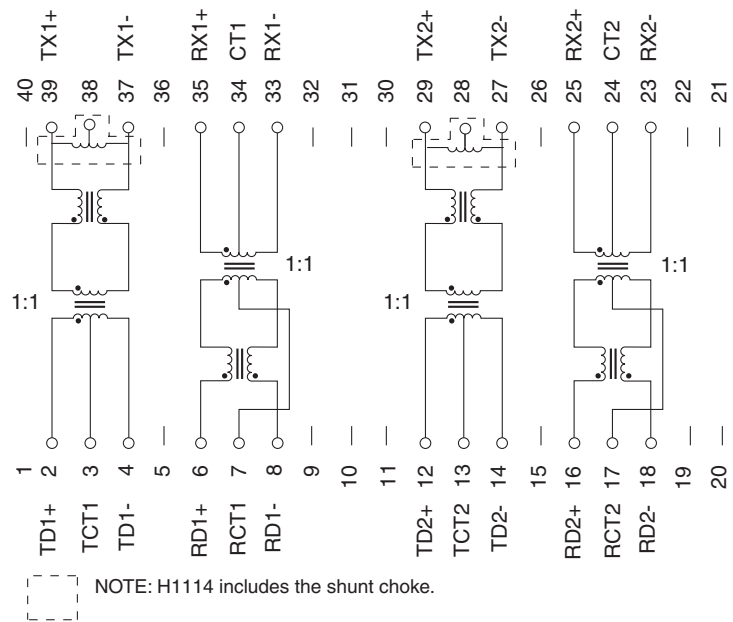 TX1+ TX1- RX1+ CT1 RX1- TX2+ TX2- RX2+ CT2 RX2-
40 39 38 37 36 35 34 33 32 31 30 29 28 27 26 25 24 23 22 21
1:1 1:1 1:1 1:1
1 2 3 4 5 6 7 8 9 10 11 12 13 14 15 16 17 18 19 20
TD1+ TCT1 TD1- RD1+ RCT1 RD1- TD2+ TCT2 TD2- RD2+ RCT2 RD2-
NOTE: H1114 includes the shunt choke.